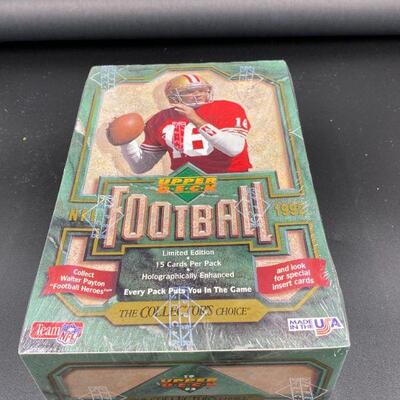 16
UPPER
DECK
NFL FOOTBALL 1992
Limited Edition
15 Cards Per Pack
Holographically Enhanced
Every Pack Puts You In The Game
THE COLLECTOR'S CHOICE
Collect
Walter Payton
"Football Heroes"
and look
for special
insert cards
Team NFL
MADE IN THE USA